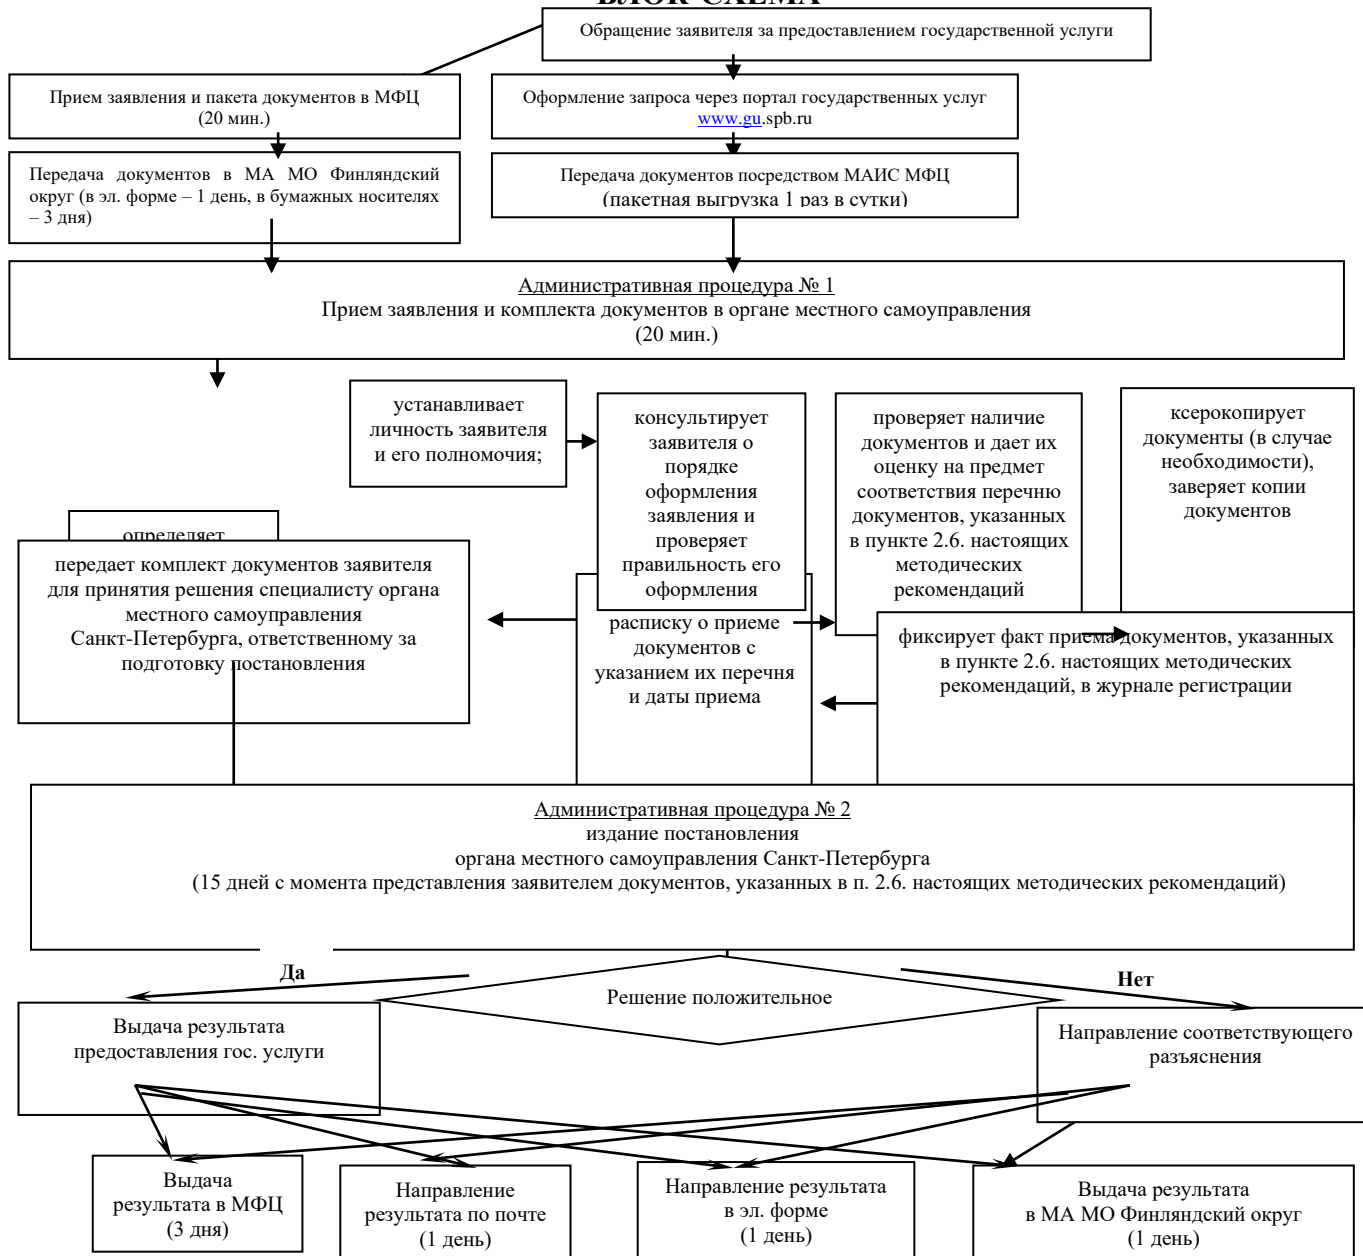 БЛОК-СХЕМА
Обращение заявителя за предоставлением государственной услуги
Прием заявления и пакета документов в МФЦ
(20 мин.)
Оформление запроса через портал государственных услуг
www.gu.spb.ru
Передача документов в МА МО Финляндский
округ (в эл. форме – 1 день, в бумажных носителях
– 3 дня)
Передача документов посредством МАИС МФЦ
(пакетная выгрузка 1 раз в сутки)
Административная процедура № 1
Прием заявления и комплекта документов в органе местного самоуправления
(20 мин.)
устанавливает
личность заявителя
и его полномочия;
консультирует
заявителя о
порядке
оформления
заявления и
проверяет
правильность его
оформления
проверяет наличие
документов и дает их
оценку на предмет
соответствия перечню
документов, указанных
в пункте 2.6. настоящих
методических
рекомендаций
ксерокопирует
документы (в случае
необходимости),
заверяет копии
документов
определяет
передает комплект документов заявителя
для принятия решения специалисту органа
местного самоуправления
Санкт-Петербурга, ответственному за
подготовку постановления
расписку о приеме
документов с
указанием их перечня
и даты приема
фиксирует факт приема документов, указанных
в пункте 2.6. настоящих методических
рекомендаций, в журнале регистрации
Административная процедура № 2
издание постановления
органа местного самоуправления Санкт-Петербурга
(15 дней с момента представления заявителем документов, указанных в п. 2.6. настоящих методических рекомендаций)
Да
Решение положительное
Нет
Выдача результата
предоставления гос. услуги
Направление соответствующего
разъяснения
Выдача
результата в МФЦ
(3 дня)
Направление
результата по почте
(1 день)
Направление результата
в эл. форме
(1 день)
Выдача результата
в МА МО Финляндский округ
(1 день)